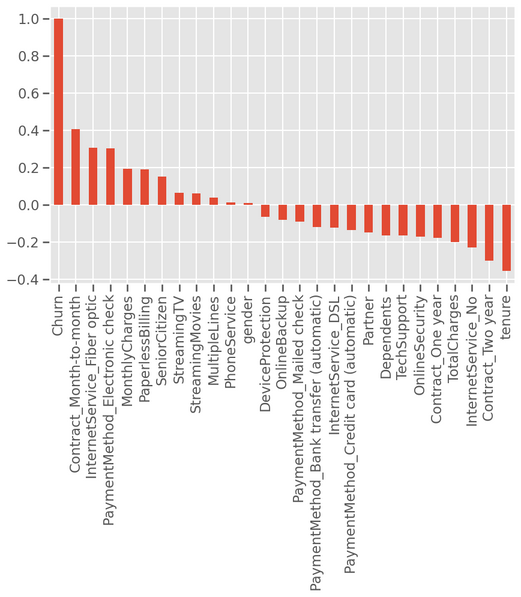 1.0
0.8
0.6
0.4
0.2
0.0
−0.2
−0.4
Churn
Contract_Month-to-month
InternetService_Fiber optic
PaymentMethod_Electronic check
MonthlyCharges
PaperlessBilling
SeniorCitizen
StreamingTV
StreamingMovies
MultipleLines
PhoneService
gender
DeviceProtection
OnlineBackup
PaymentMethod_Mailed check
PaymentMethod_Bank transfer (automatic)
InternetService_DSL
PaymentMethod_Credit card (automatic)
Partner
Dependents
TechSupport
OnlineSecurity
Contract_One year
TotalCharges
InternetService_No
Contract_Two year
tenure